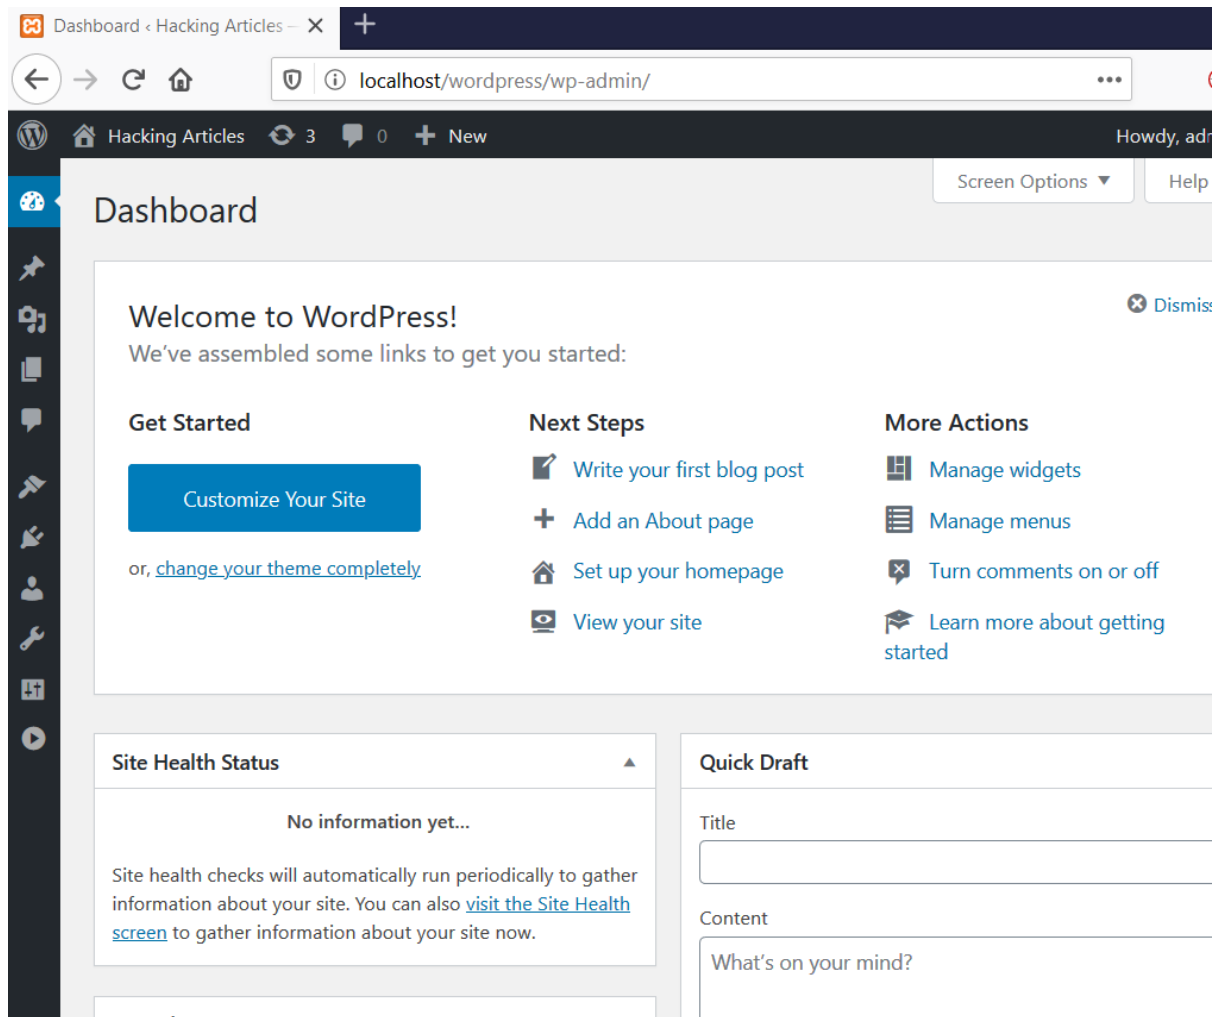 Dashboard ‹ Hacking Articles —
localhost/wordpress/wp-admin/
Hacking Articles 3 0 New Howdy,
Screen Options Help
Dashboard
Welcome to WordPress!
Dismiss
We've assembled some links to get you started:
Get Started
Customize Your Site
or, change your theme completely
Next Steps
Write your first blog post
Add an About page
Set up your homepage
View your site
More Actions
Manage widgets
Manage menus
Turn comments on or off
Learn more about getting
started
Site Health Status
No information yet...
Site health checks will automatically run periodically to gather
information about your site. You can also visit the Site Health
screen to gather information about your site now.
Quick Draft
Title
Content
What's on your mind?